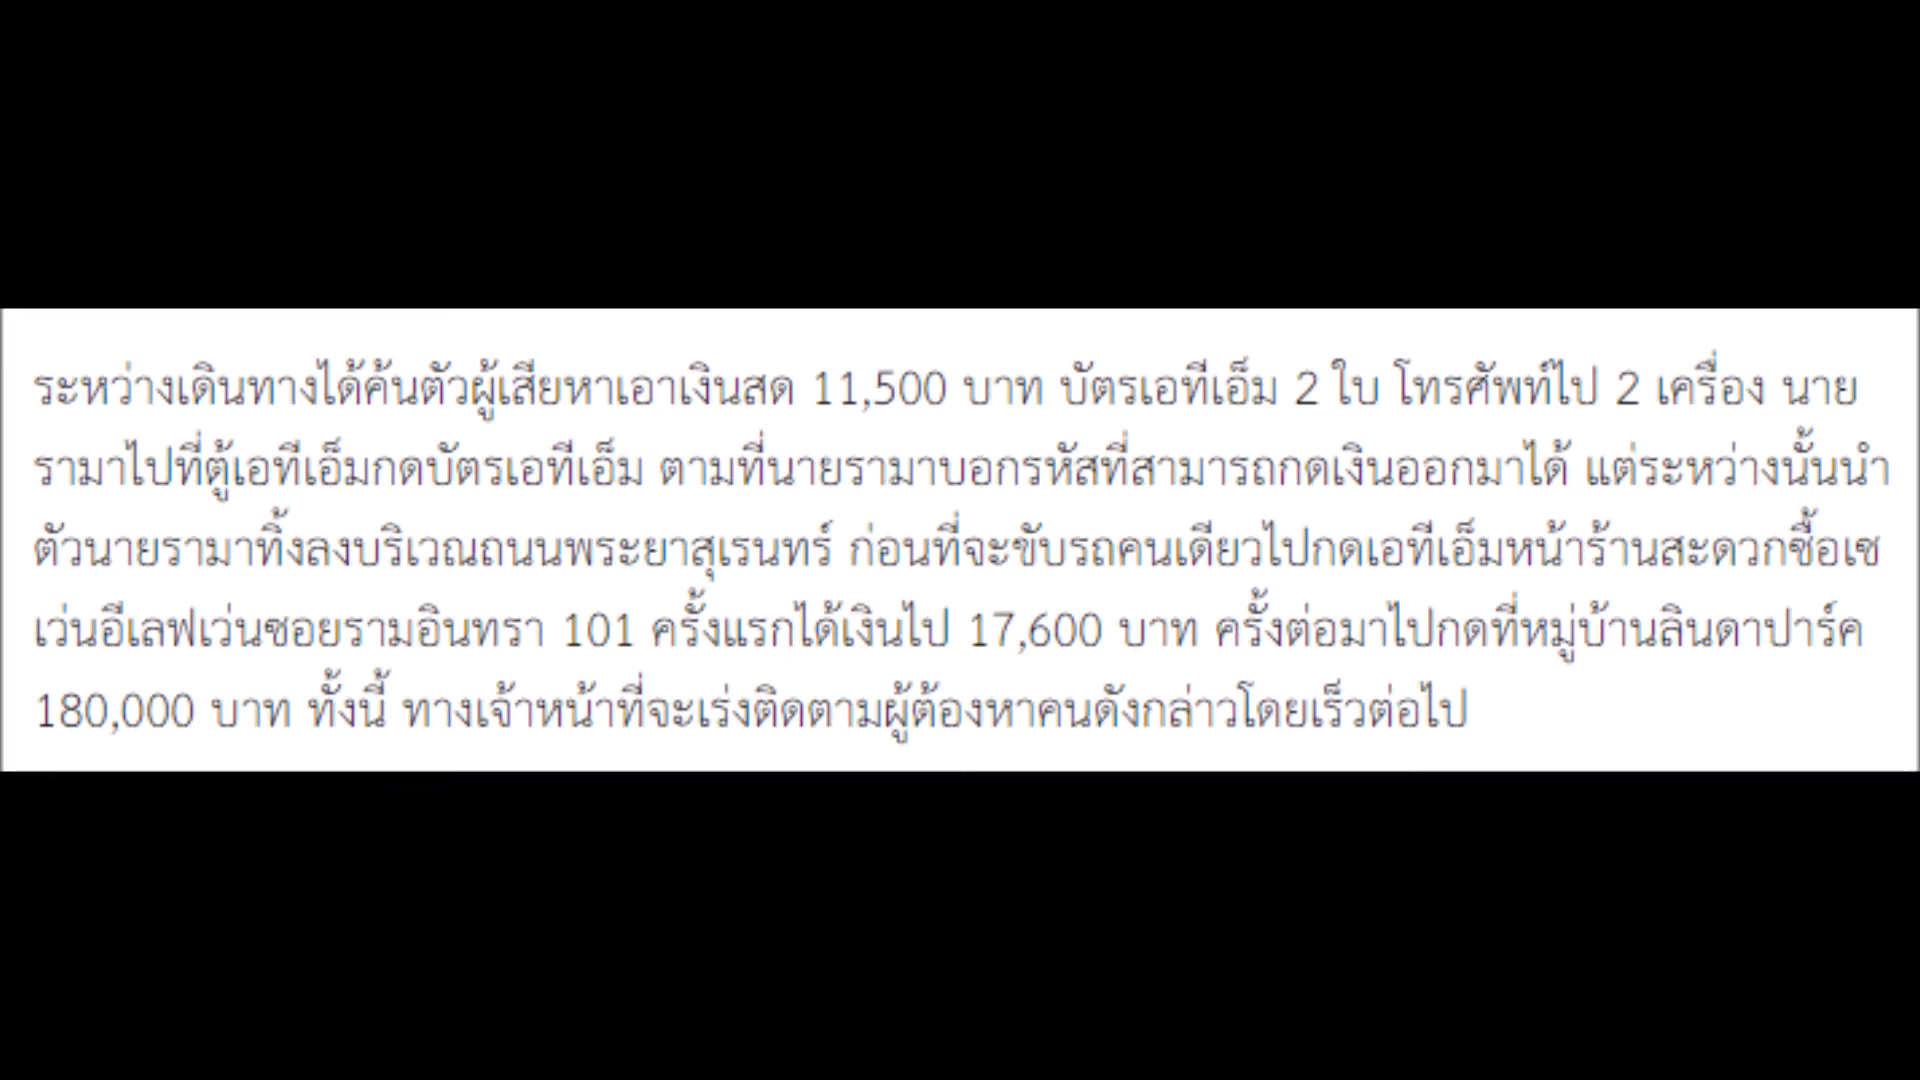 ระหว่างเดินทางได้ค้นตัวผู้เสียหาเอาเงินสด 11,500 บาท บัตรเอทีเอ็ม 2 ใบ โทรศัพท์ไป 2 เครื่อง นาย
รามาไปที่ตู้เอทีเอ็มกดบัตรเอทีเอ็ม ตามที่นายรามาบอกรหัสที่สามารถกดเงินออกมาได้ แต่ระหว่างนั้นนำ
ตัวนายรามาทิ้งลงบริเวณถนนพระยาสุเรนทร์ ก่อนที่จะขับรถคนเดียวไปกดเอทีเอ็มหน้าร้านสะดวกซื้อเซ
เว่นอีเลฟเว่นซอยรามอินทรา 101 ครั้งแรกได้เงินไป 17,600 บาท ครั้งต่อมาไปกดที่หมู่บ้านลินดาปาร์ค
180,000 บาท ทั้งนี้ ทางเจ้าหน้าที่จะเร่งติดตามผู้ต้องหาคนดังกล่าวโดยเร็วต่อไป